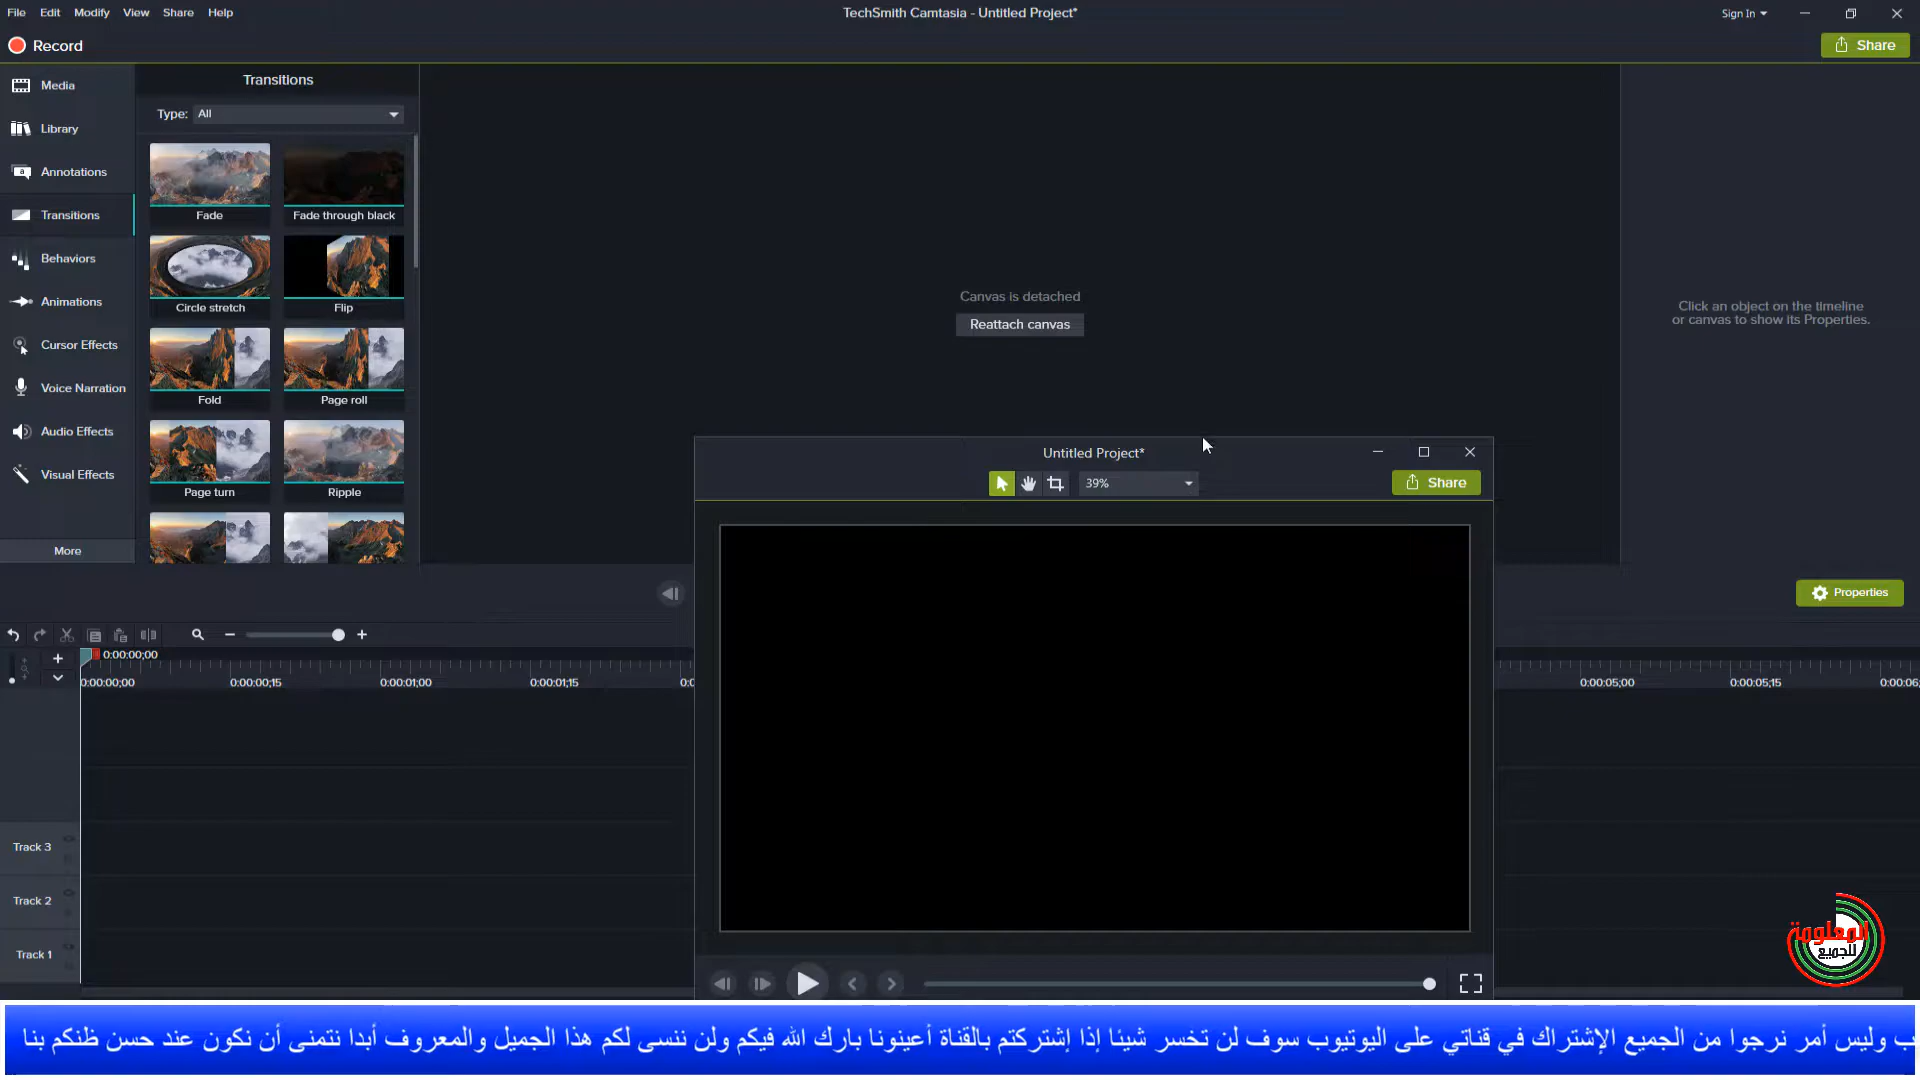 File Edit Modify View Share Help
TechSmith Camtasia - Untitled Project*
Sign In
Record
Share
Media
Library
Annotations
Transitions
Behaviors
Animations
Cursor Effects
Voice Narration
Audio Effects
Visual Effects
More
Transitions
Type: All
Fade
Fade through black
Circle stretch
Flip
Fold
Page roll
Page turn
Ripple
Canvas is detached
Reattach canvas
Click an object on the timeline
or canvas to show its Properties.
Untitled Project*
39%
Share
Properties
0:00:00;00
0:00:00;00 0:00:00;15 0:00:01;00 0:00:01;15 0:00:05;00 0:00:05;15
Track 3
Track 2
Track 1
المعلومة
للجميع
وليس أمر نرجوا من الجميع الإشتراك في قناتي على اليوتيوب سوف لن تخسر شيئا إذا إشتركتم بالقناة أعينونا بارك الله فيكم ولن ننسى لكم هذا الجميل والمعروف أبدا نتمنى أن نكون عند حسن ظنكم بنا